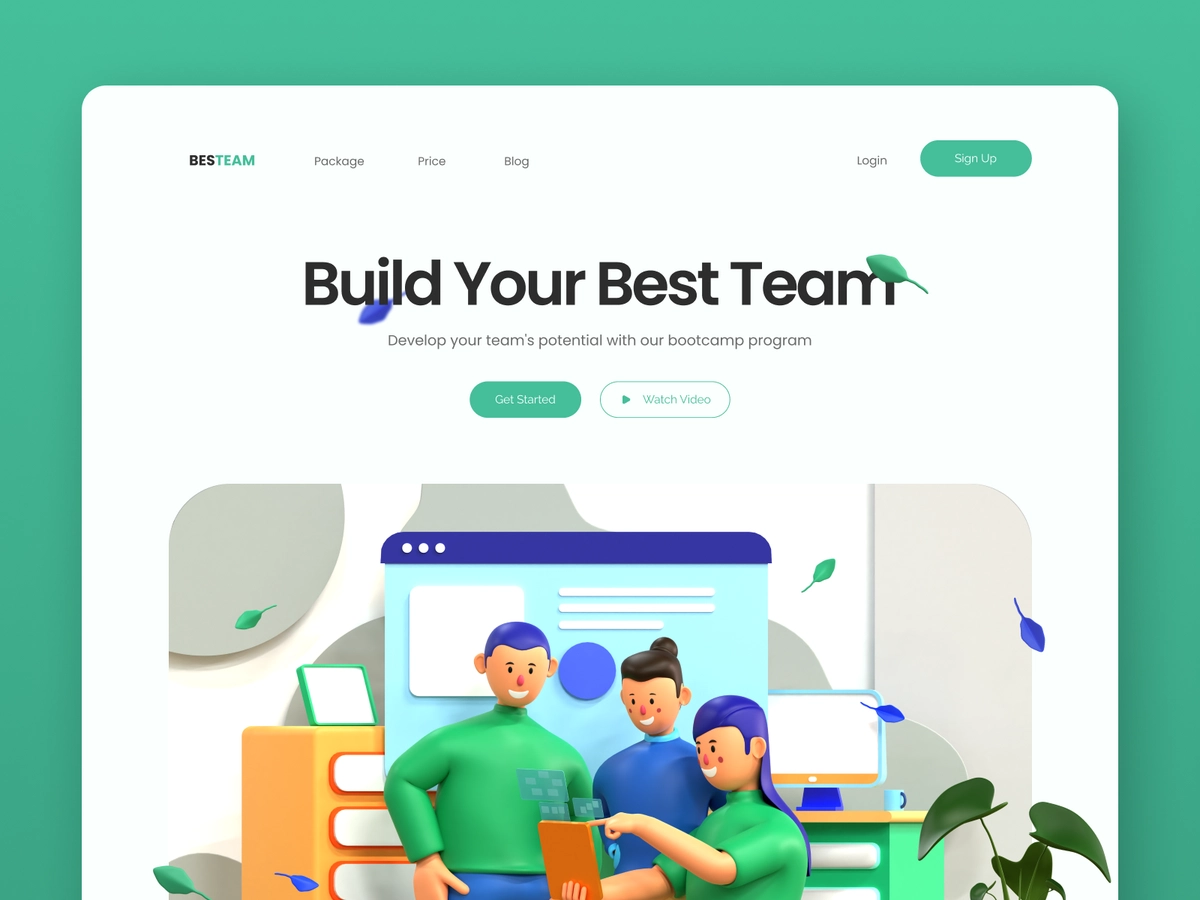 BESTEAM Package Price Blog Login Sign Up
Build Your Best Team
Develop your team's potential with our bootcamp program
Get Started Watch Video